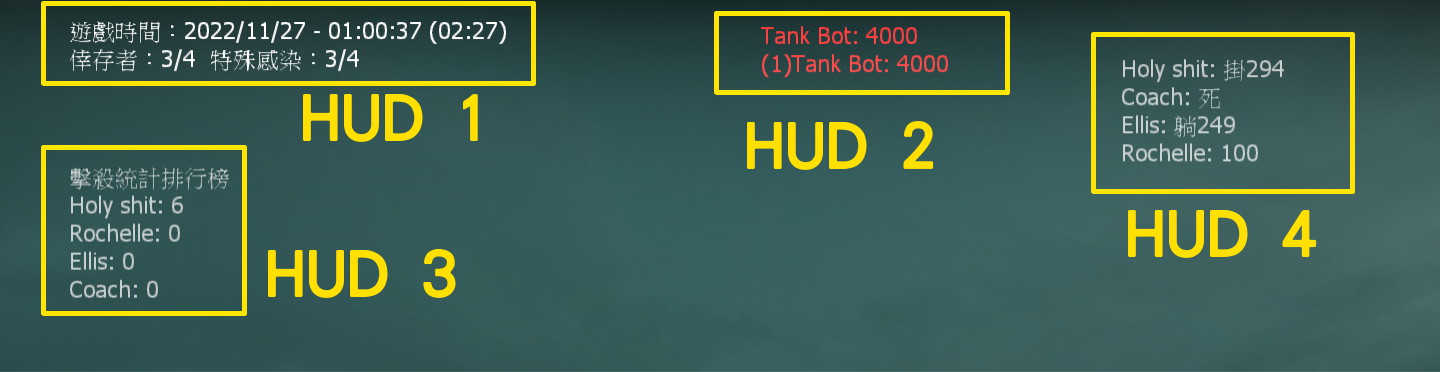 遊戲時間：2022/11/27 - 01:00:37 (02:27)
倖存者：3/4 特殊感染：3/4
HUD 1
Tank Bot: 4000
(1)Tank Bot: 4000
HUD 2
擊殺統計排行榜
Holy shit: 6
Rochelle: 0
Ellis: 0
Coach: 0
HUD 3
Holy shit: 掛294
Coach: 死
Ellis: 躺249
Rochelle: 100
HUD 4